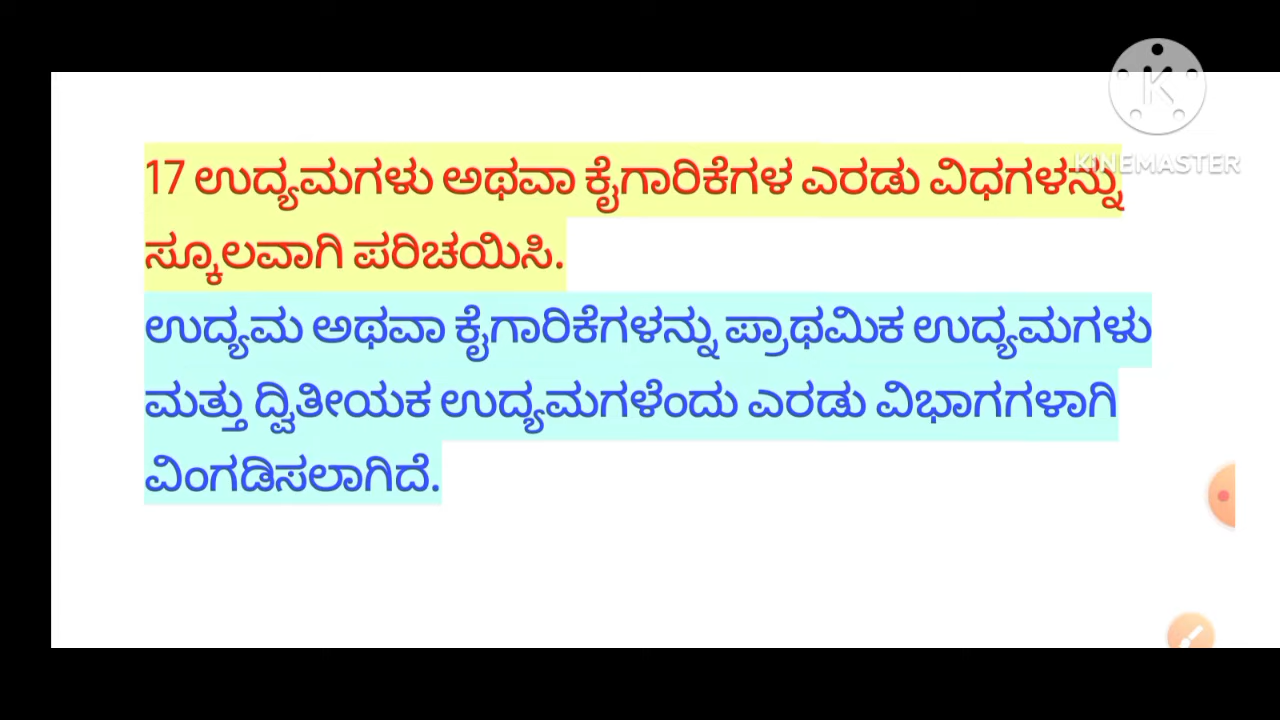 K
KINEMASTER
17 ಉದ್ಯಮಗಳು ಅಥವಾ ಕೈಗಾರಿಕೆಗಳ ಎರಡು ವಿಧಗಳನ್ನು
ಸ್ಕೂಲವಾಗಿ ಪರಿಚಯಿಸಿ.
ಉದ್ಯಮ ಅಥವಾ ಕೈಗಾರಿಕೆಗಳನ್ನು ಪ್ರಾಥಮಿಕ ಉದ್ಯಮಗಳು
ಮತ್ತು ದ್ವಿತೀಯಕ ಉದ್ಯಮಗಳೆಂದು ಎರಡು ವಿಭಾಗಗಳಾಗಿ
ವಿಂಗಡಿಸಲಾಗಿದೆ.